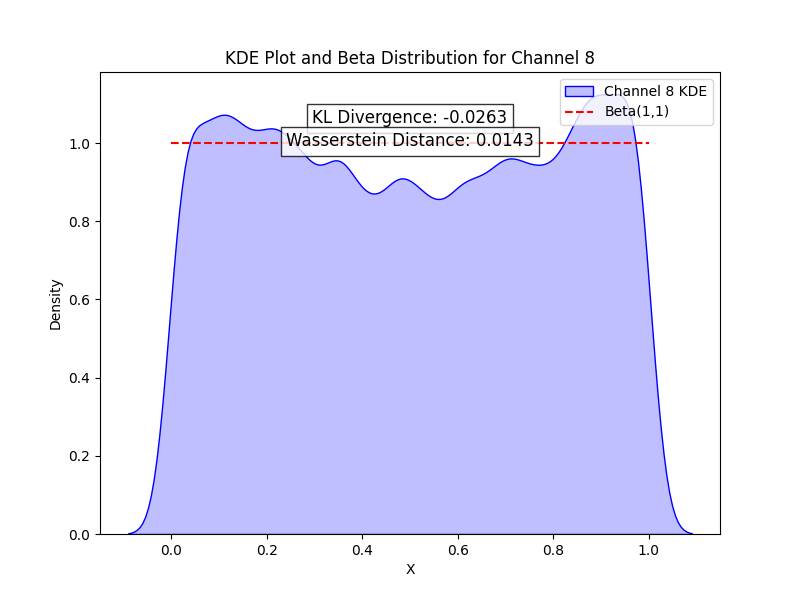 KDE Plot and Beta Distribution for Channel 8
KL Divergence: -0.0263
Wasserstein Distance: 0.0143
Channel 8 KDE
Beta(1,1)
Density
1.0
0.8
0.6
0.4
0.2
0.0
0.0 0.2 0.4 0.6 0.8 1.0
X